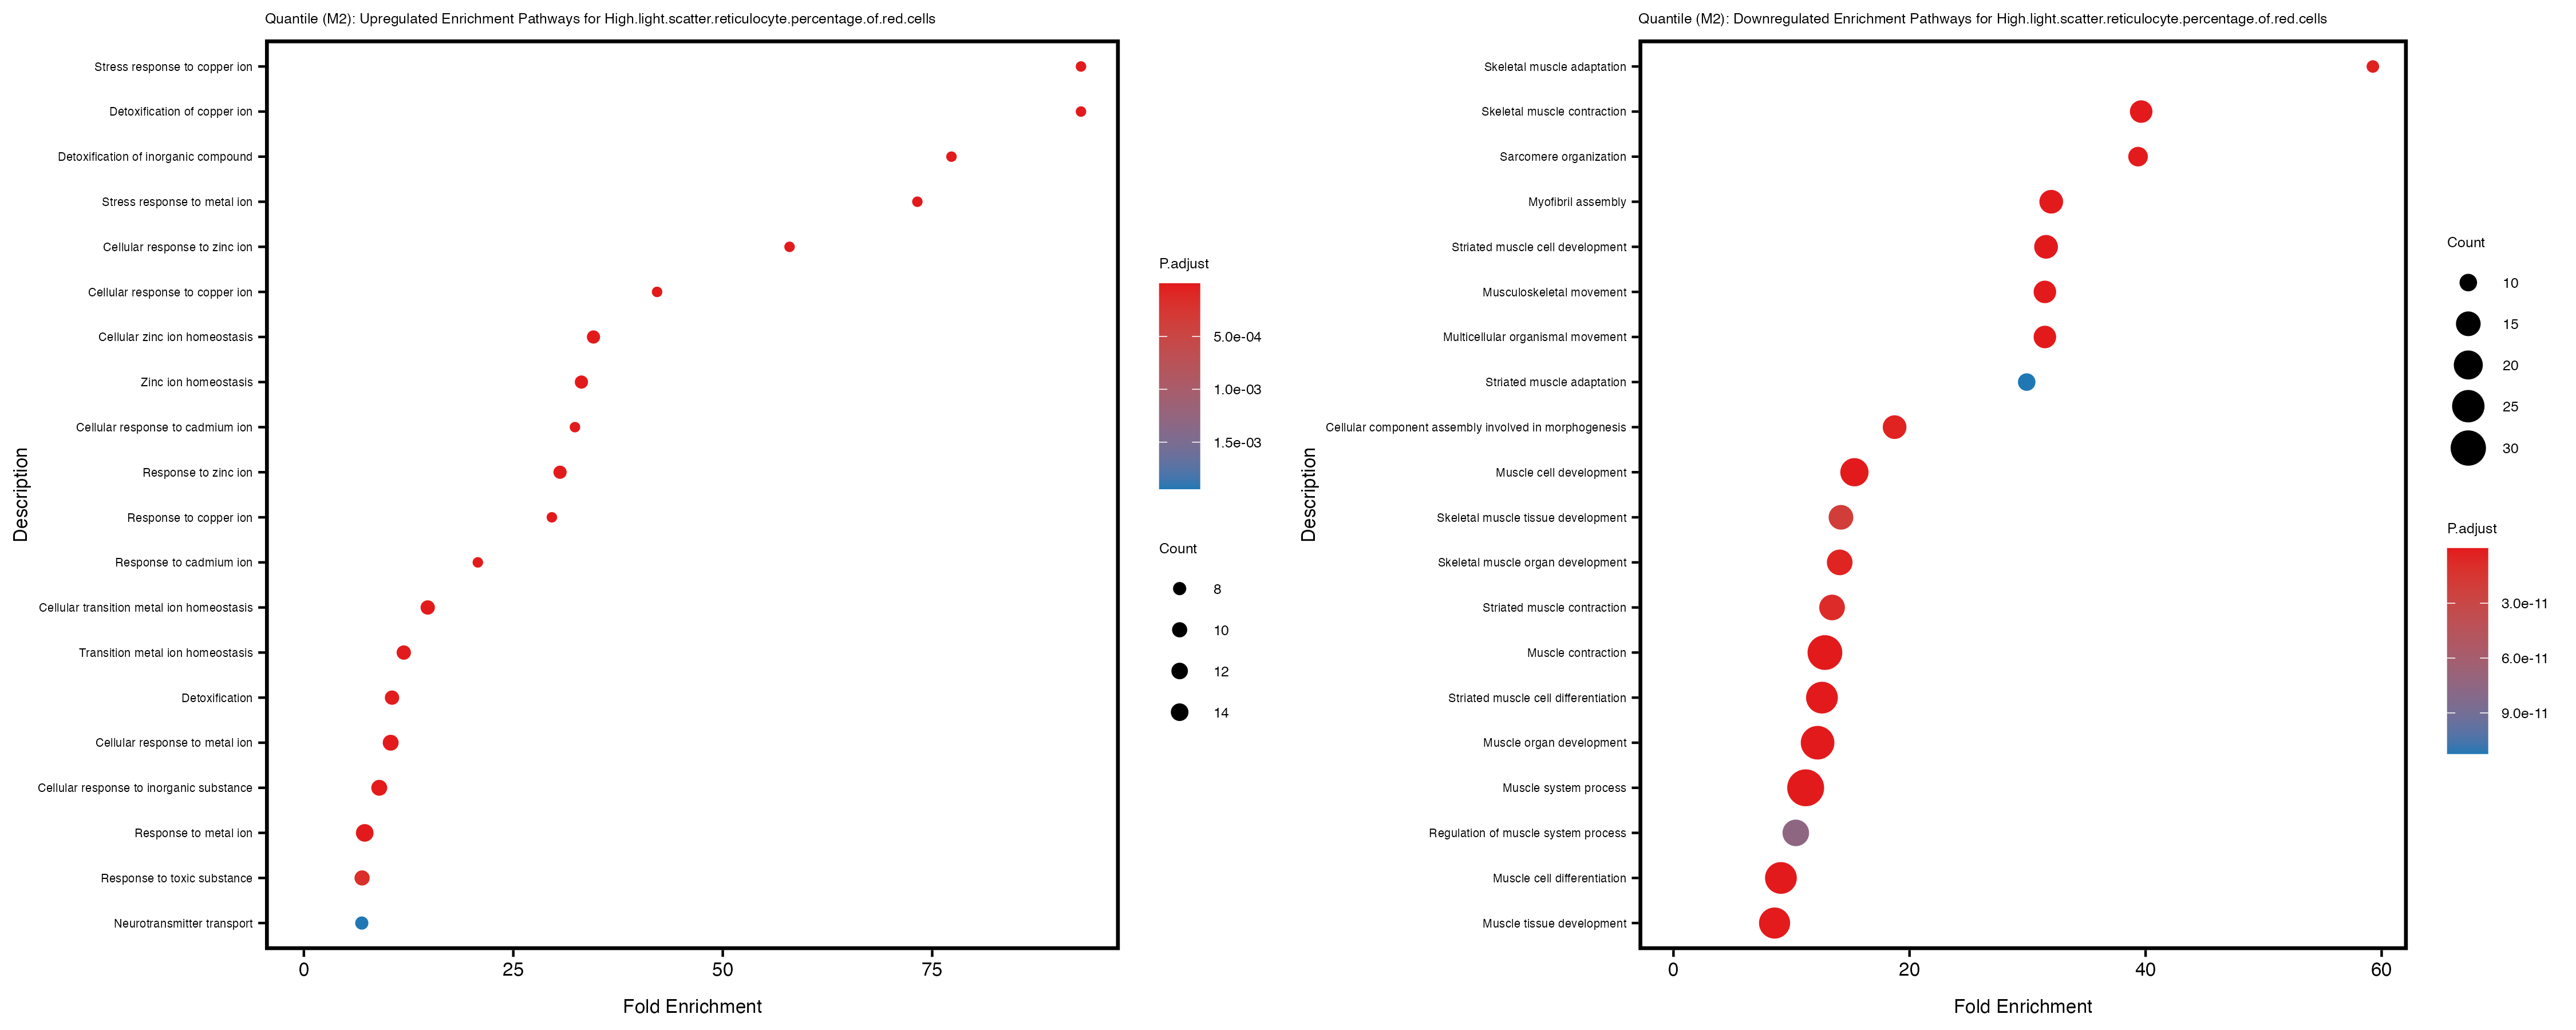 Quantile (M2): Upregulated Enrichment Pathways for High.light.scatter.reticulocyte.percentage.of.red.cells
Description
Stress response to copper ion
Detoxification of copper ion
Detoxification of inorganic compound
Stress response to metal ion
Cellular response to zinc ion
Cellular response to copper ion
Cellular zinc ion homeostasis
Zinc ion homeostasis
Cellular response to cadmium ion
Response to zinc ion
Response to copper ion
Response to cadmium ion
Cellular transition metal ion homeostasis
Transition metal ion homeostasis
Detoxification
Cellular response to metal ion
Cellular response to inorganic substance
Response to metal ion
Response to toxic substance
Neurotransmitter transport
0 25 50 75
Fold Enrichment
P.adjust
5.0e-04
1.0e-03
1.5e-03
Count
8
10
12
14
Quantile (M2): Downregulated Enrichment Pathways for High.light.scatter.reticulocyte.percentage.of.red.cells
Description
Skeletal muscle adaptation
Skeletal muscle contraction
Sarcomere organization
Myofibril assembly
Striated muscle cell development
Musculoskeletal movement
Multicellular organismal movement
Striated muscle adaptation
Cellular component assembly involved in morphogenesis
Muscle cell development
Skeletal muscle tissue development
Skeletal muscle organ development
Striated muscle contraction
Muscle contraction
Striated muscle cell differentiation
Muscle organ development
Muscle system process
Regulation of muscle system process
Muscle cell differentiation
Muscle tissue development
0 20 40 60
Fold Enrichment
Count
10
15
20
25
30
P.adjust
3.0e-11
6.0e-11
9.0e-11